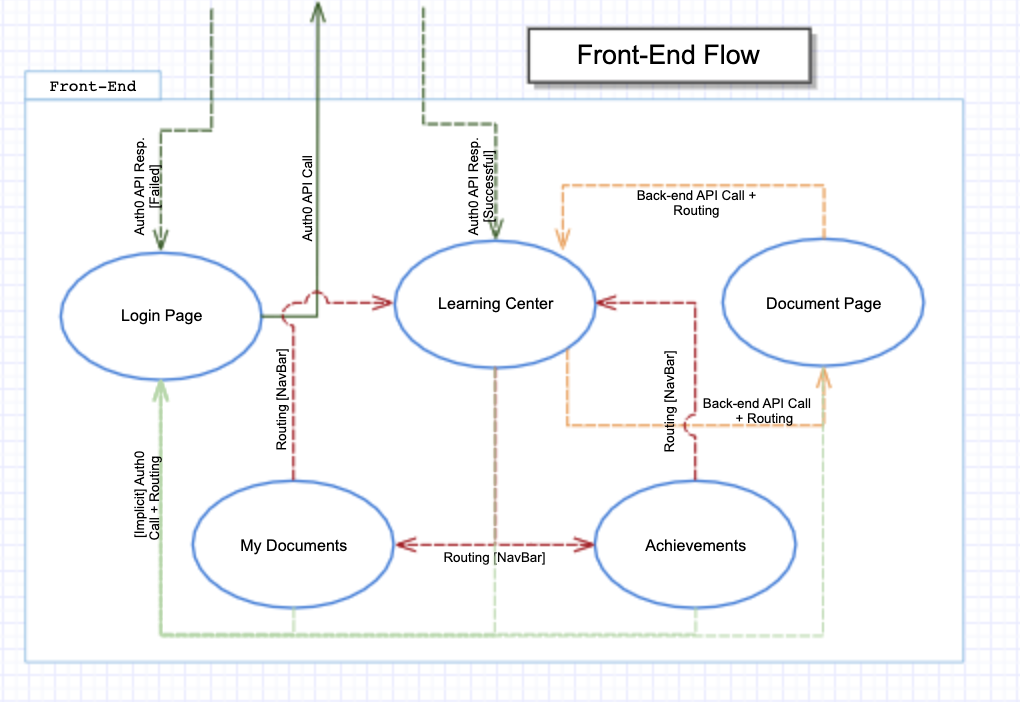 Front-End Flow
Front-End
Auth0 API Resp.
[Failed]
Auth0 API Call
Auth0 API Resp.
[Successful]
Back-end API Call +
Routing
Login Page
Learning Center
Document Page
Routing [NavBar]
Routing [NavBar]
Back-end API Call
+ Routing
[Implicit] Auth0
Call + Routing
My Documents
Routing [NavBar]
Achievements